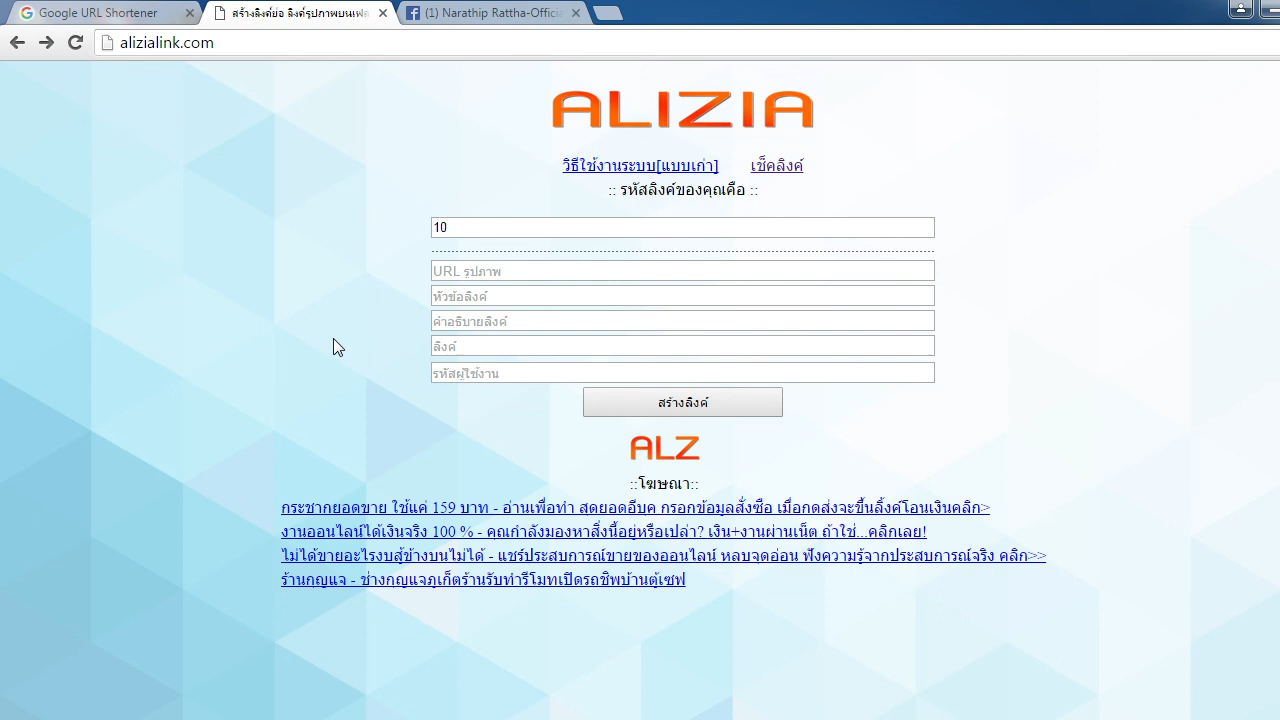 Google URL Shortener
สร้างลิงค์ย่อ ลิงค์รูปภาพบนเฟส
(1) Narathip Rattha-Officia
alizialink.com
ALIZIA
วิธีใช้งานระบบ[แบบเก่า] เช็คลิงค์
:: รหัสลิงค์ของคุณคือ ::
10
URL รูปภาพ
หัวข้อลิงค์
คำอธิบายลิงค์
ลิงค์
รหัสผู้ใช้งาน
สร้างลิงค์
ALZ
::โฆษณา::
กระชากยอดขาย ใช้แค่ 159 บาท - อ่านเพื่อทำ สุดยอดอีบุค กรอกข้อมูลสั่งซื้อ เมื่อกดส่งจะขึ้นลิ้งค์โอนเงินคลิก>
งานออนไลน์ได้เงินจริง 100 % - คุณกำลังมองหาสิ่งนี้อยู่หรือเปล่า? เงิน+งานผ่านเน็ต ถ้าใช่...คลิกเลย!
ไม่ได้ขายอะไรงบสู้ข้างบนไม่ได้ - แชร์ประสบการณ์ขายของออนไลน์ หลบจุดอ่อน ฟังความรู้จากประสบการณ์จริง คลิก>>
ร้านกุญแจ - ช่างกุญแจภูเก็ตร้านรับทำรีโมทเปิดรถชิพบ้านตู้เซฟ